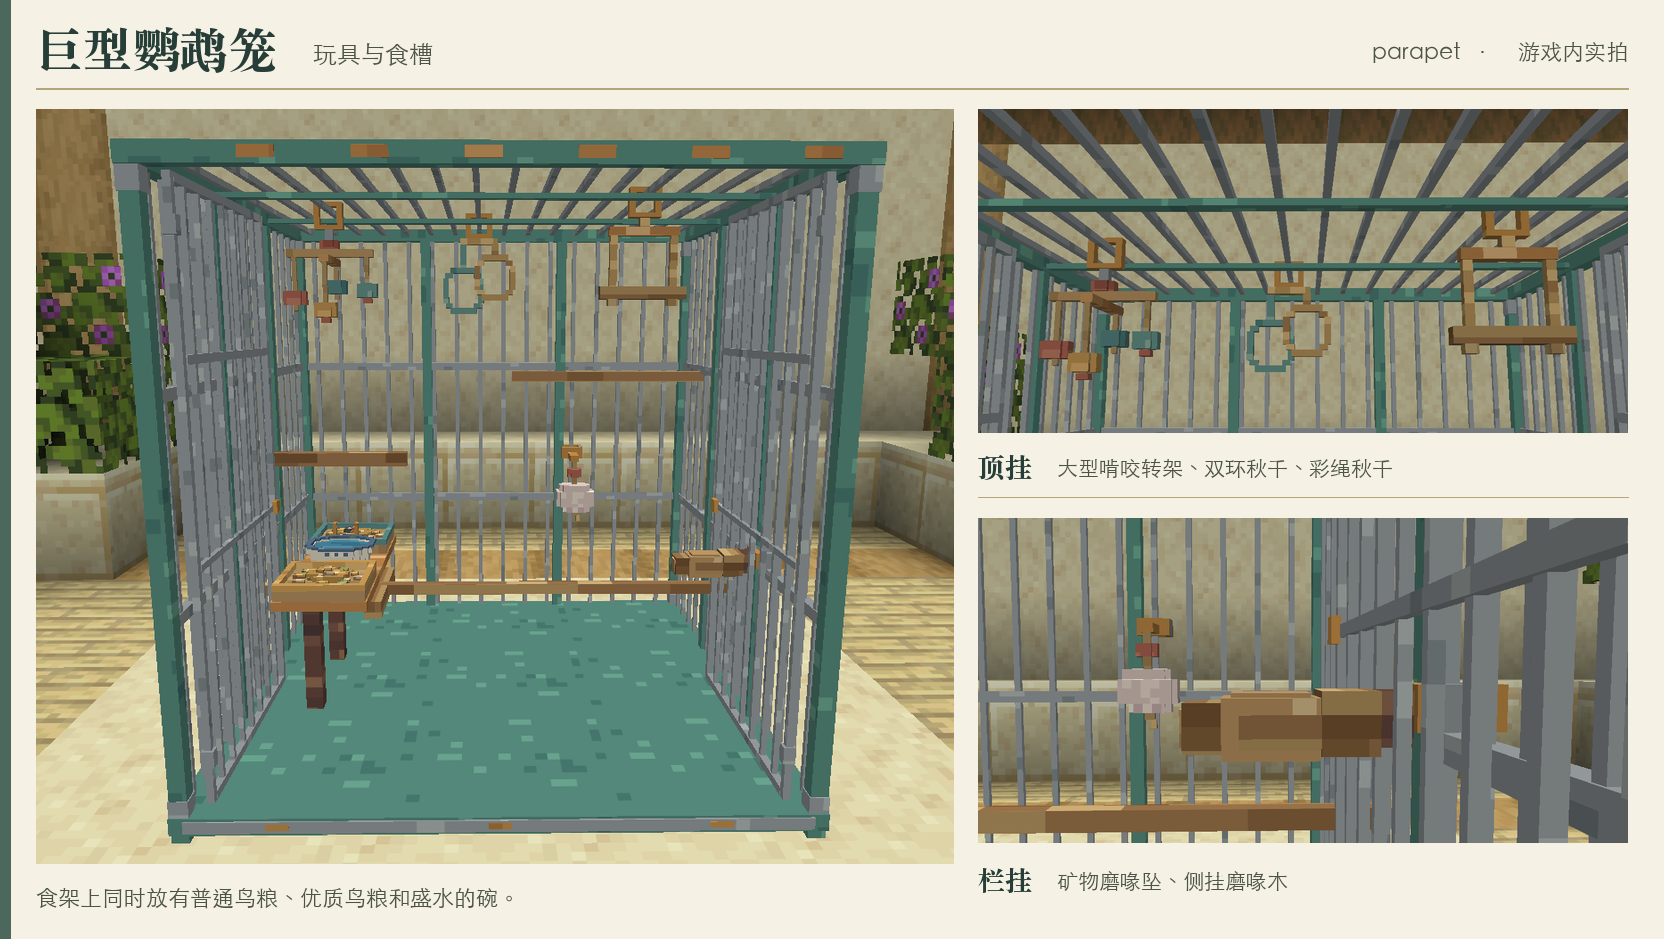 巨型鹦鹉笼 玩具与食槽
parapet · 游戏内实拍
顶挂 大型啃咬转架、双环秋千、彩绳秋千
栏挂 矿物磨喙坠、侧挂磨喙木
食架上同时放有普通鸟粮、优质鸟粮和盛水的碗。